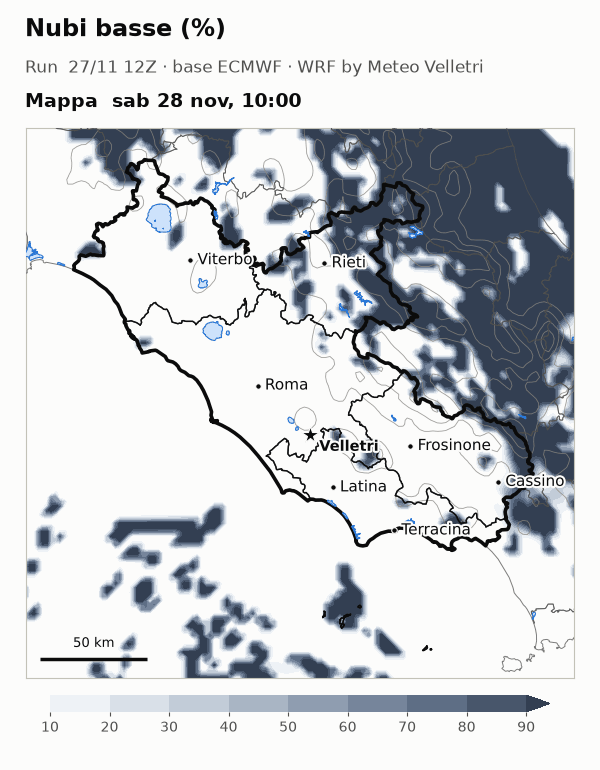 Nubi basse (%)
Run  27/11 12Z · base ECMWF · WRF by Meteo Velletri
Mappa  sab 28 nov, 10:00
Viterbo
Rieti
Roma
Velletri
Frosinone
Cassino
Latina
Terracina
50 km
10 20 30 40 50 60 70 80 90